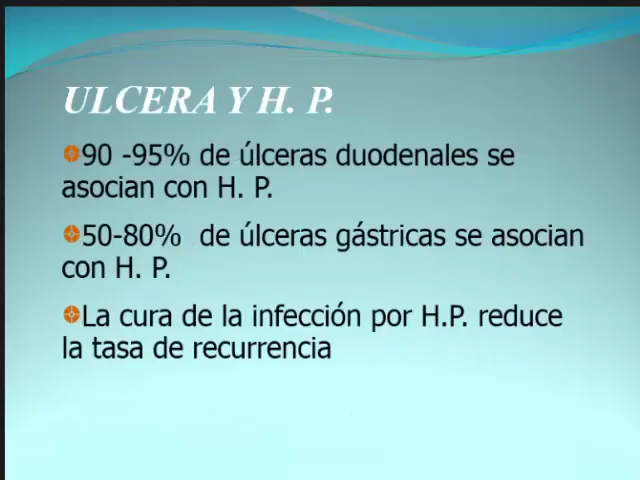 ULCERA Y H. P.
90 -95% de úlceras duodenales se
asocian con H. P.
50-80%  de úlceras gástricas se asocian
con H. P.
La cura de la infección por H.P. reduce
la tasa de recurrencia